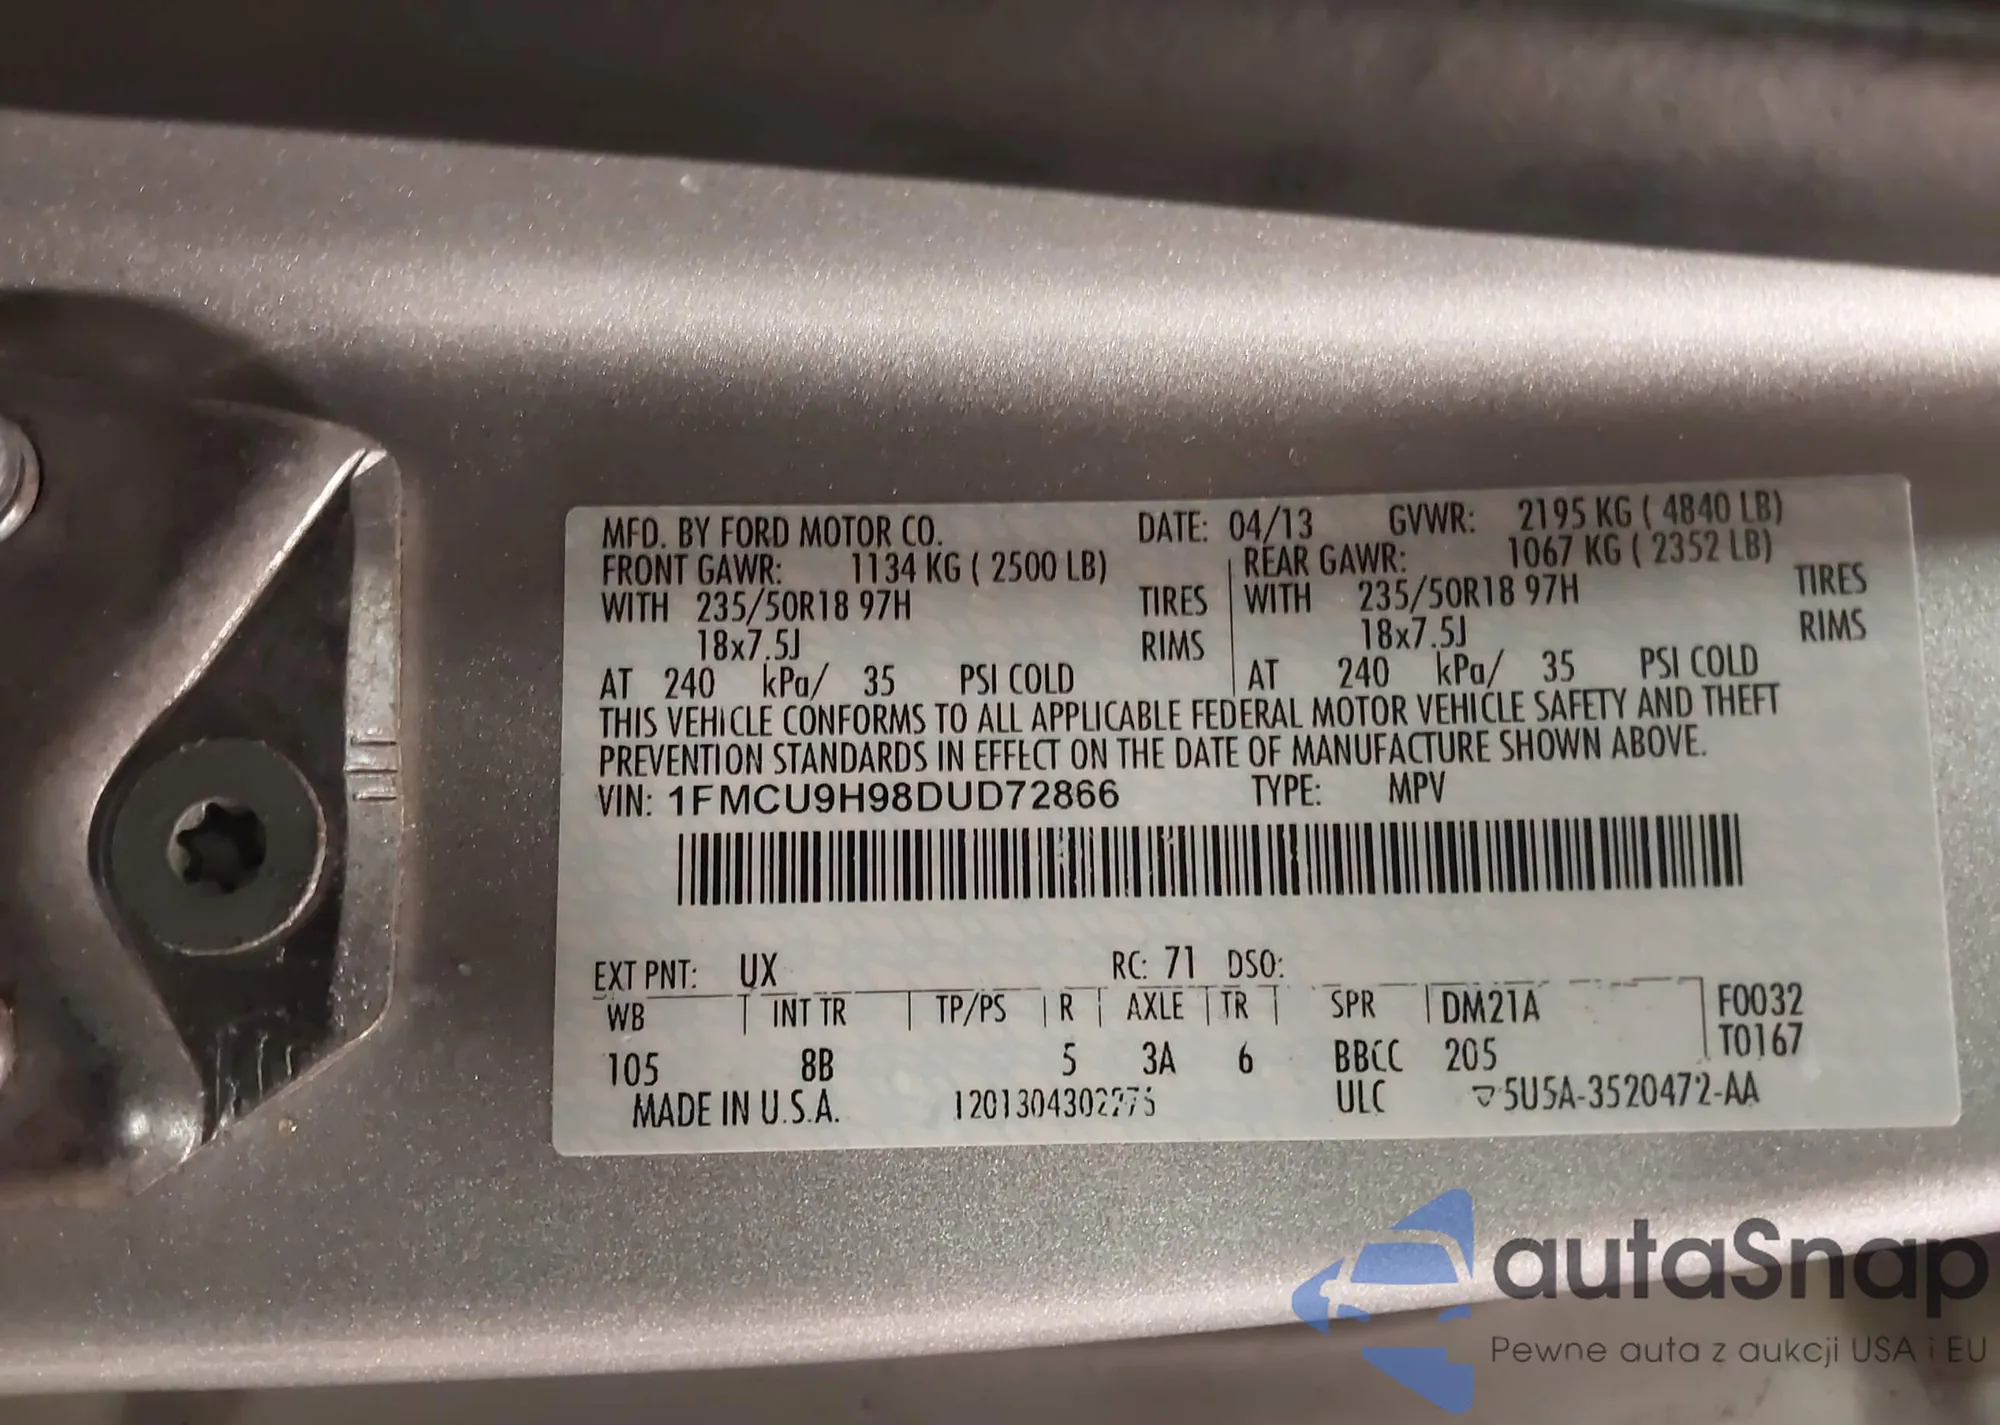 MFD. BY FORD MOTOR CO. DATE: 04/13 GVWR: 2195 KG ( 4840 LB)
FRONT GAWR: 1134 KG ( 2500 LB) REAR GAWR: 1067 KG ( 2352 LB)
WITH 235/50R18 97H TIRES WITH 235/50R18 97H TIRES
18x7.5J RIMS 18x7.5J RIMS
AT 240 kPa/ 35 PSI COLD AT 240 kPa/ 35 PSI COLD
THIS VEHICLE CONFORMS TO ALL APPLICABLE FEDERAL MOTOR VEHICLE SAFETY AND THEFT
PREVENTION STANDARDS IN EFFECT ON THE DATE OF MANUFACTURE SHOWN ABOVE.
VIN: 1FMCU9H98DUD72866 TYPE: MPV
EXT PNT: UX RC: 71 DSO:
WB INT TR TP/PS R AXLE TR SPR DM21A F0032
T0167
105 8B 5 3A 6 BBCC 205
MADE IN U.S.A. ULC 5U5A-3520472-AA
autaSnap
Pewne auta z aukcji USA i EU